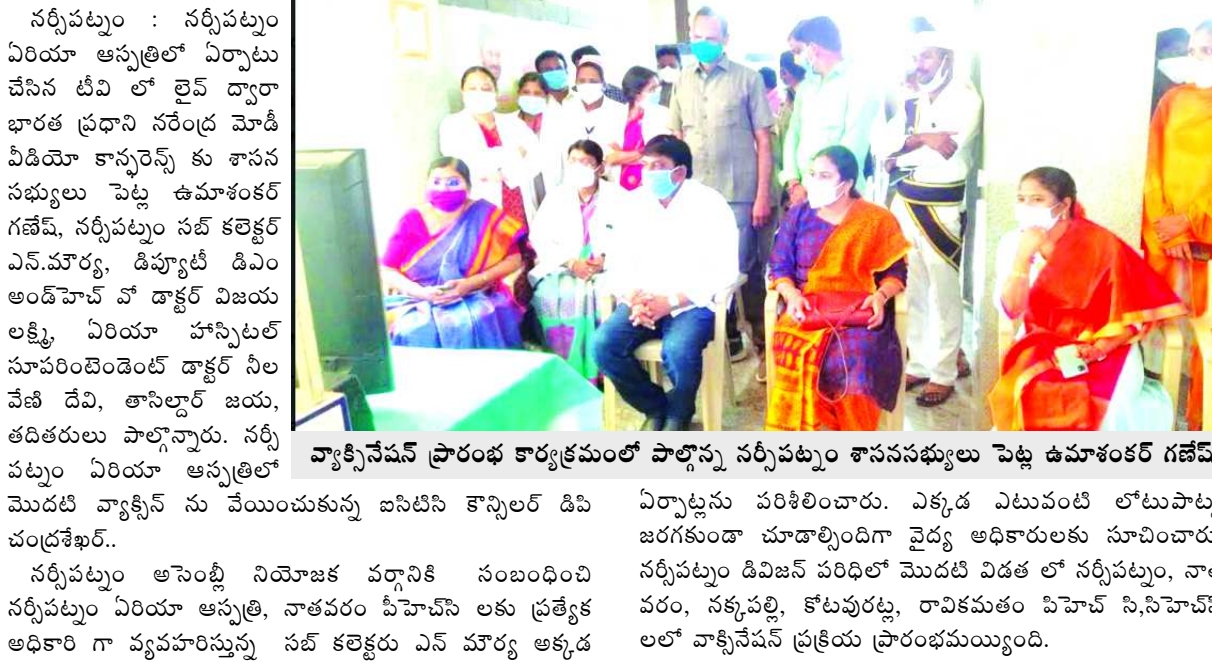 నర్సీపట్నం : నర్సీపట్నం
ఏరియా ఆస్పత్రిలో ఏర్పాటు
చేసిన టీవి లో లైవ్ ద్వారా
భారత ప్రధాని నరేంద్ర మోడీ
వీడియో కాన్ఫరెన్స్ కు శాసన
సభ్యులు పెట్ల ఉమాశంకర్
గణేష్, నర్సీపట్నం సబ్ కలెక్టర్
ఎన్.మౌర్య, డిప్యూటీ డిఎం
అండ్‌హెచ్ వో డాక్టర్ విజయ
లక్ష్మి, ఏరియా హాస్పిటల్
సూపరింటెండెంట్ డాక్టర్ నీల
వేణి దేవి, తాసిల్దార్ జయ,
తదితరులు పాల్గొన్నారు. నర్సీ
పట్నం ఏరియా ఆస్పత్రిలో
మొదటి వ్యాక్సిన్ ను వేయించుకున్న ఐసిటిసి కౌన్సిలర్ డిపి
చంద్రశేఖర్..
నర్సీపట్నం అసెంబ్లీ నియోజక వర్గానికి సంబంధించి
నర్సీపట్నం ఏరియా ఆస్పత్రి, నాతవరం పీహెచ్‌సి లకు ప్రత్యేక
అధికారి గా వ్యవహరిస్తున్న సబ్ కలెక్టరు ఎన్ మౌర్య అక్కడ
వ్యాక్సినేషన్ ప్రారంభ కార్యక్రమంలో పాల్గొన్న నర్సీపట్నం శాసనసభ్యులు పెట్ల ఉమాశంకర్ గణేష్
ఏర్పాట్లను పరిశీలించారు. ఎక్కడ ఎటువంటి
జరగకుండా చూడాల్సిందిగా వైద్య అధికారులకు సూచించారు
నర్సీపట్నం డివిజన్ పరిధిలో మొదటి విడత లో నర్సీపట్నం,
వరం, నక్కపల్లి, కోటవురట్ల, రావికమతం పిహెచ్
లలో వాక్సినేషన్ ప్రక్రియ ప్రారంభమయ్యింది.